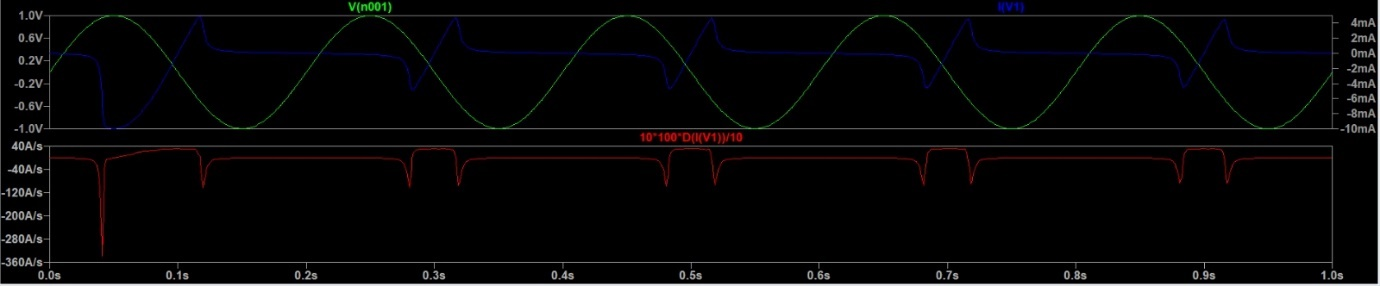 V(n001) I(V1)
1.0V 4mA
0.6V 2mA
0.2V 0mA
-0.2V -2mA
-0.6V -4mA
-1.0V -6mA
-8mA
-10mA
10*100*D(I(V1))/10
40A/s
-40A/s
-120A/s
-200A/s
-280A/s
-360A/s
0.0s 0.1s 0.2s 0.3s 0.4s 0.5s 0.6s 0.7s 0.8s 0.9s 1.0s